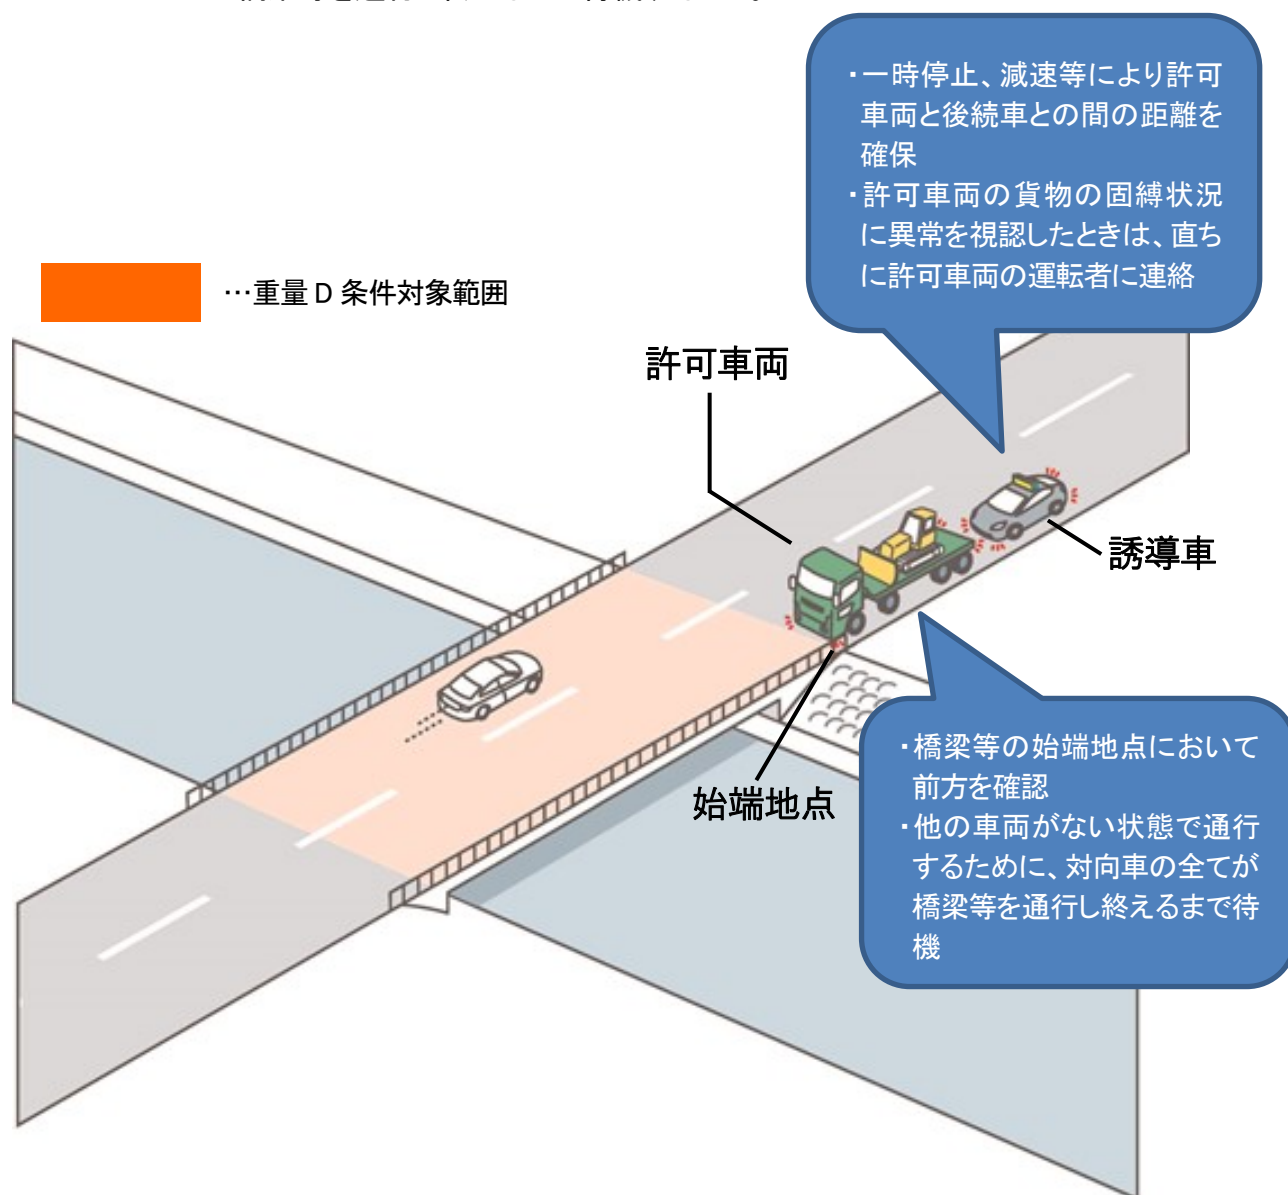 ・一時停止、減速等により許可
車両と後続車との間の距離を
確保
・許可車両の貨物の固縛状況
に異常を視認したときは、直ち
に許可車両の運転者に連絡
…重量 D 条件対象範囲
許可車両
誘導車
始端地点
・橋梁等の始端地点において
前方を確認
・他の車両がない状態で通行
するために、対向車の全てが
橋梁等を通行し終えるまで待
機